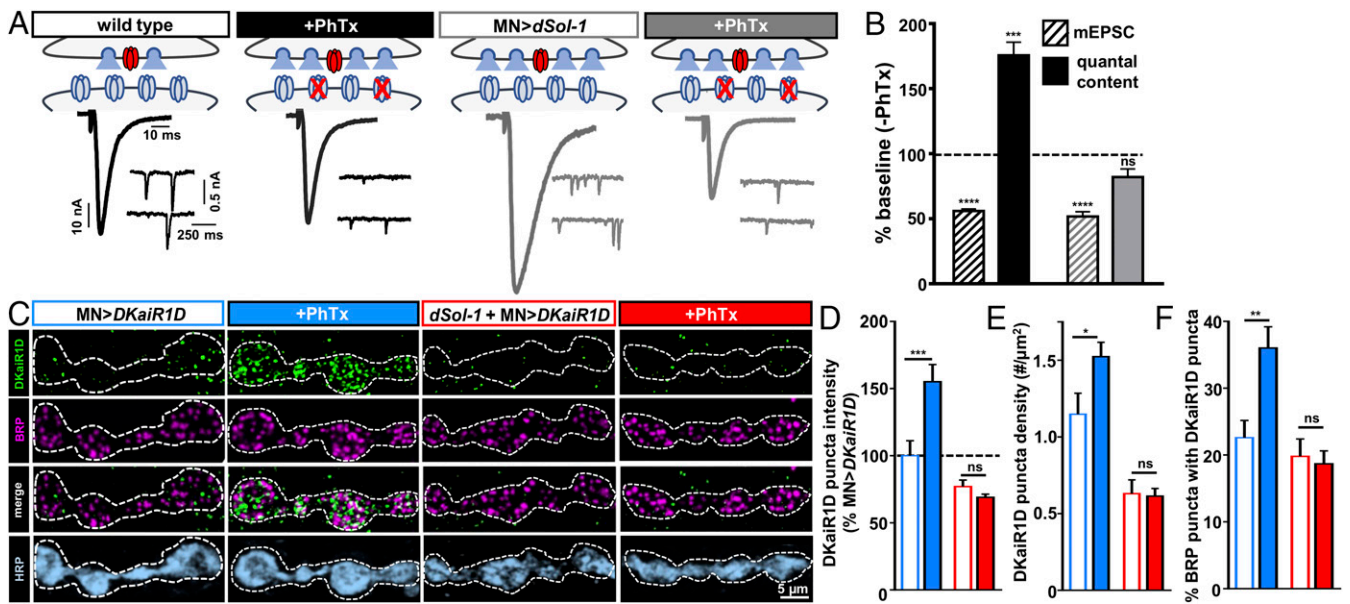 A
wild type
+PhTx
MN>dSol-1
+PhTx
10 ms
0.5 nA
10 nA
250 ms
B
% baseline (-PhTx)
200
150
100
50
0
****
***
****
ns
mEPSC
quantal
content
C
MN>DKaiR1D
+PhTx
dSol-1 + MN>DKaiR1D
+PhTx
DKaiR1D
BRP
merge
HRP
5 µm
D
DKaiR1D puncta intensity
(% MN>DKaiR1D)
200
150
100
50
0
***
ns
E
DKaiR1D puncta density (#/µm²)
1.5
1.0
0.5
0
*
ns
F
% BRP puncta with DKaiR1D puncta
40
30
20
10
0
**
ns